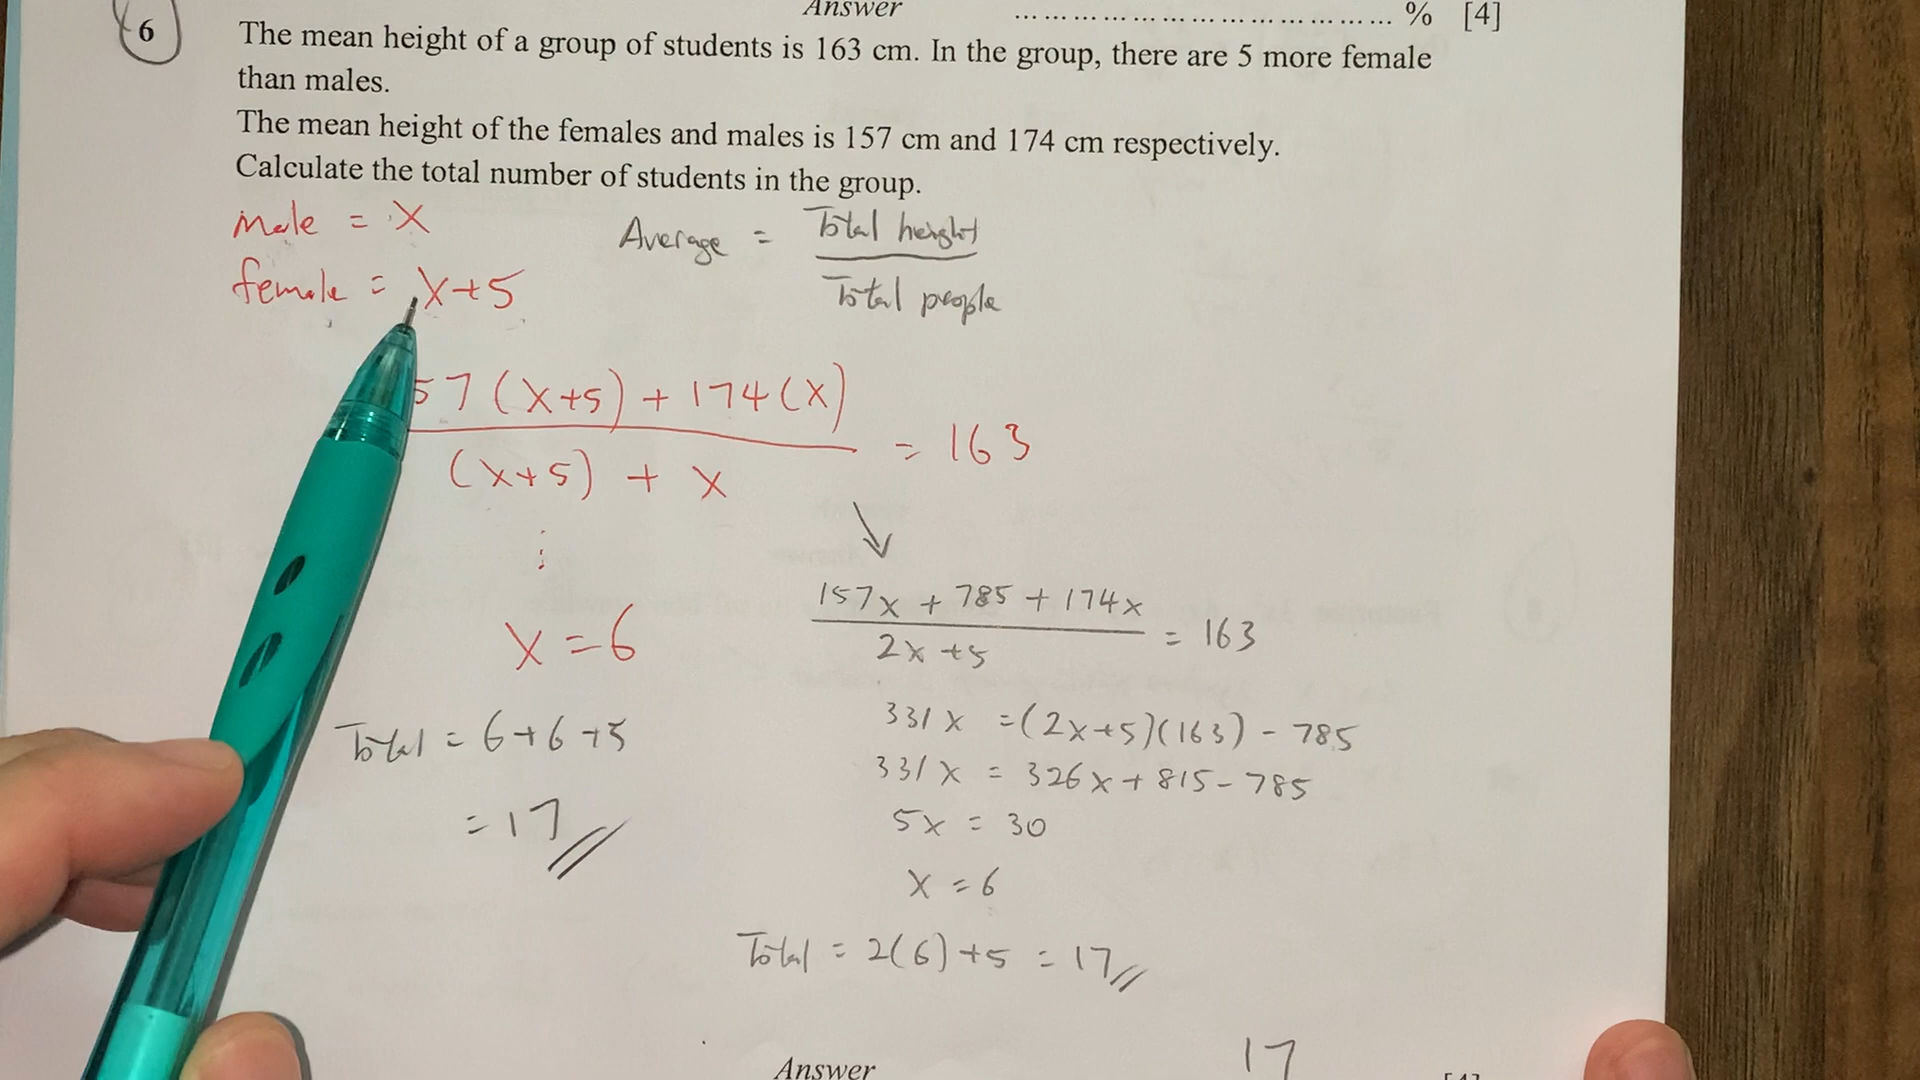 Answer ........................................ % [4]
6 The mean height of a group of students is 163 cm. In the group, there are 5 more female
than males.
The mean height of the females and males is 157 cm and 174 cm respectively.
Calculate the total number of students in the group.
male = x
female = x+5
Average = Total height
Total people
57 (x+5) + 174(x)
(x+5) + x
= 163
⋮
x = 6
Total = 6+6+5
= 17
157x + 785 + 174x
2x+5
= 163
331x = (2x+5)(163) - 785
331x = 326x + 815 - 785
5x = 30
x = 6
Total = 2(6)+5 = 17
17
Answer